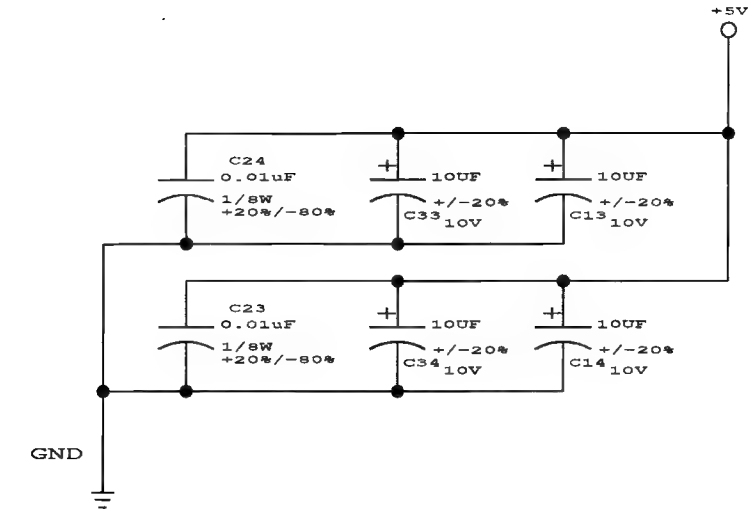 +5V
C24
0.01uF
1/8W
+20%/-80%
+
10UF
+/-20%
C33
10V
+
10UF
+/-20%
C13
10V
C23
0.01uF
1/8W
+20%/-80%
+
10UF
+/-20%
C34
10V
+
10UF
+/-20%
C14
10V
GND